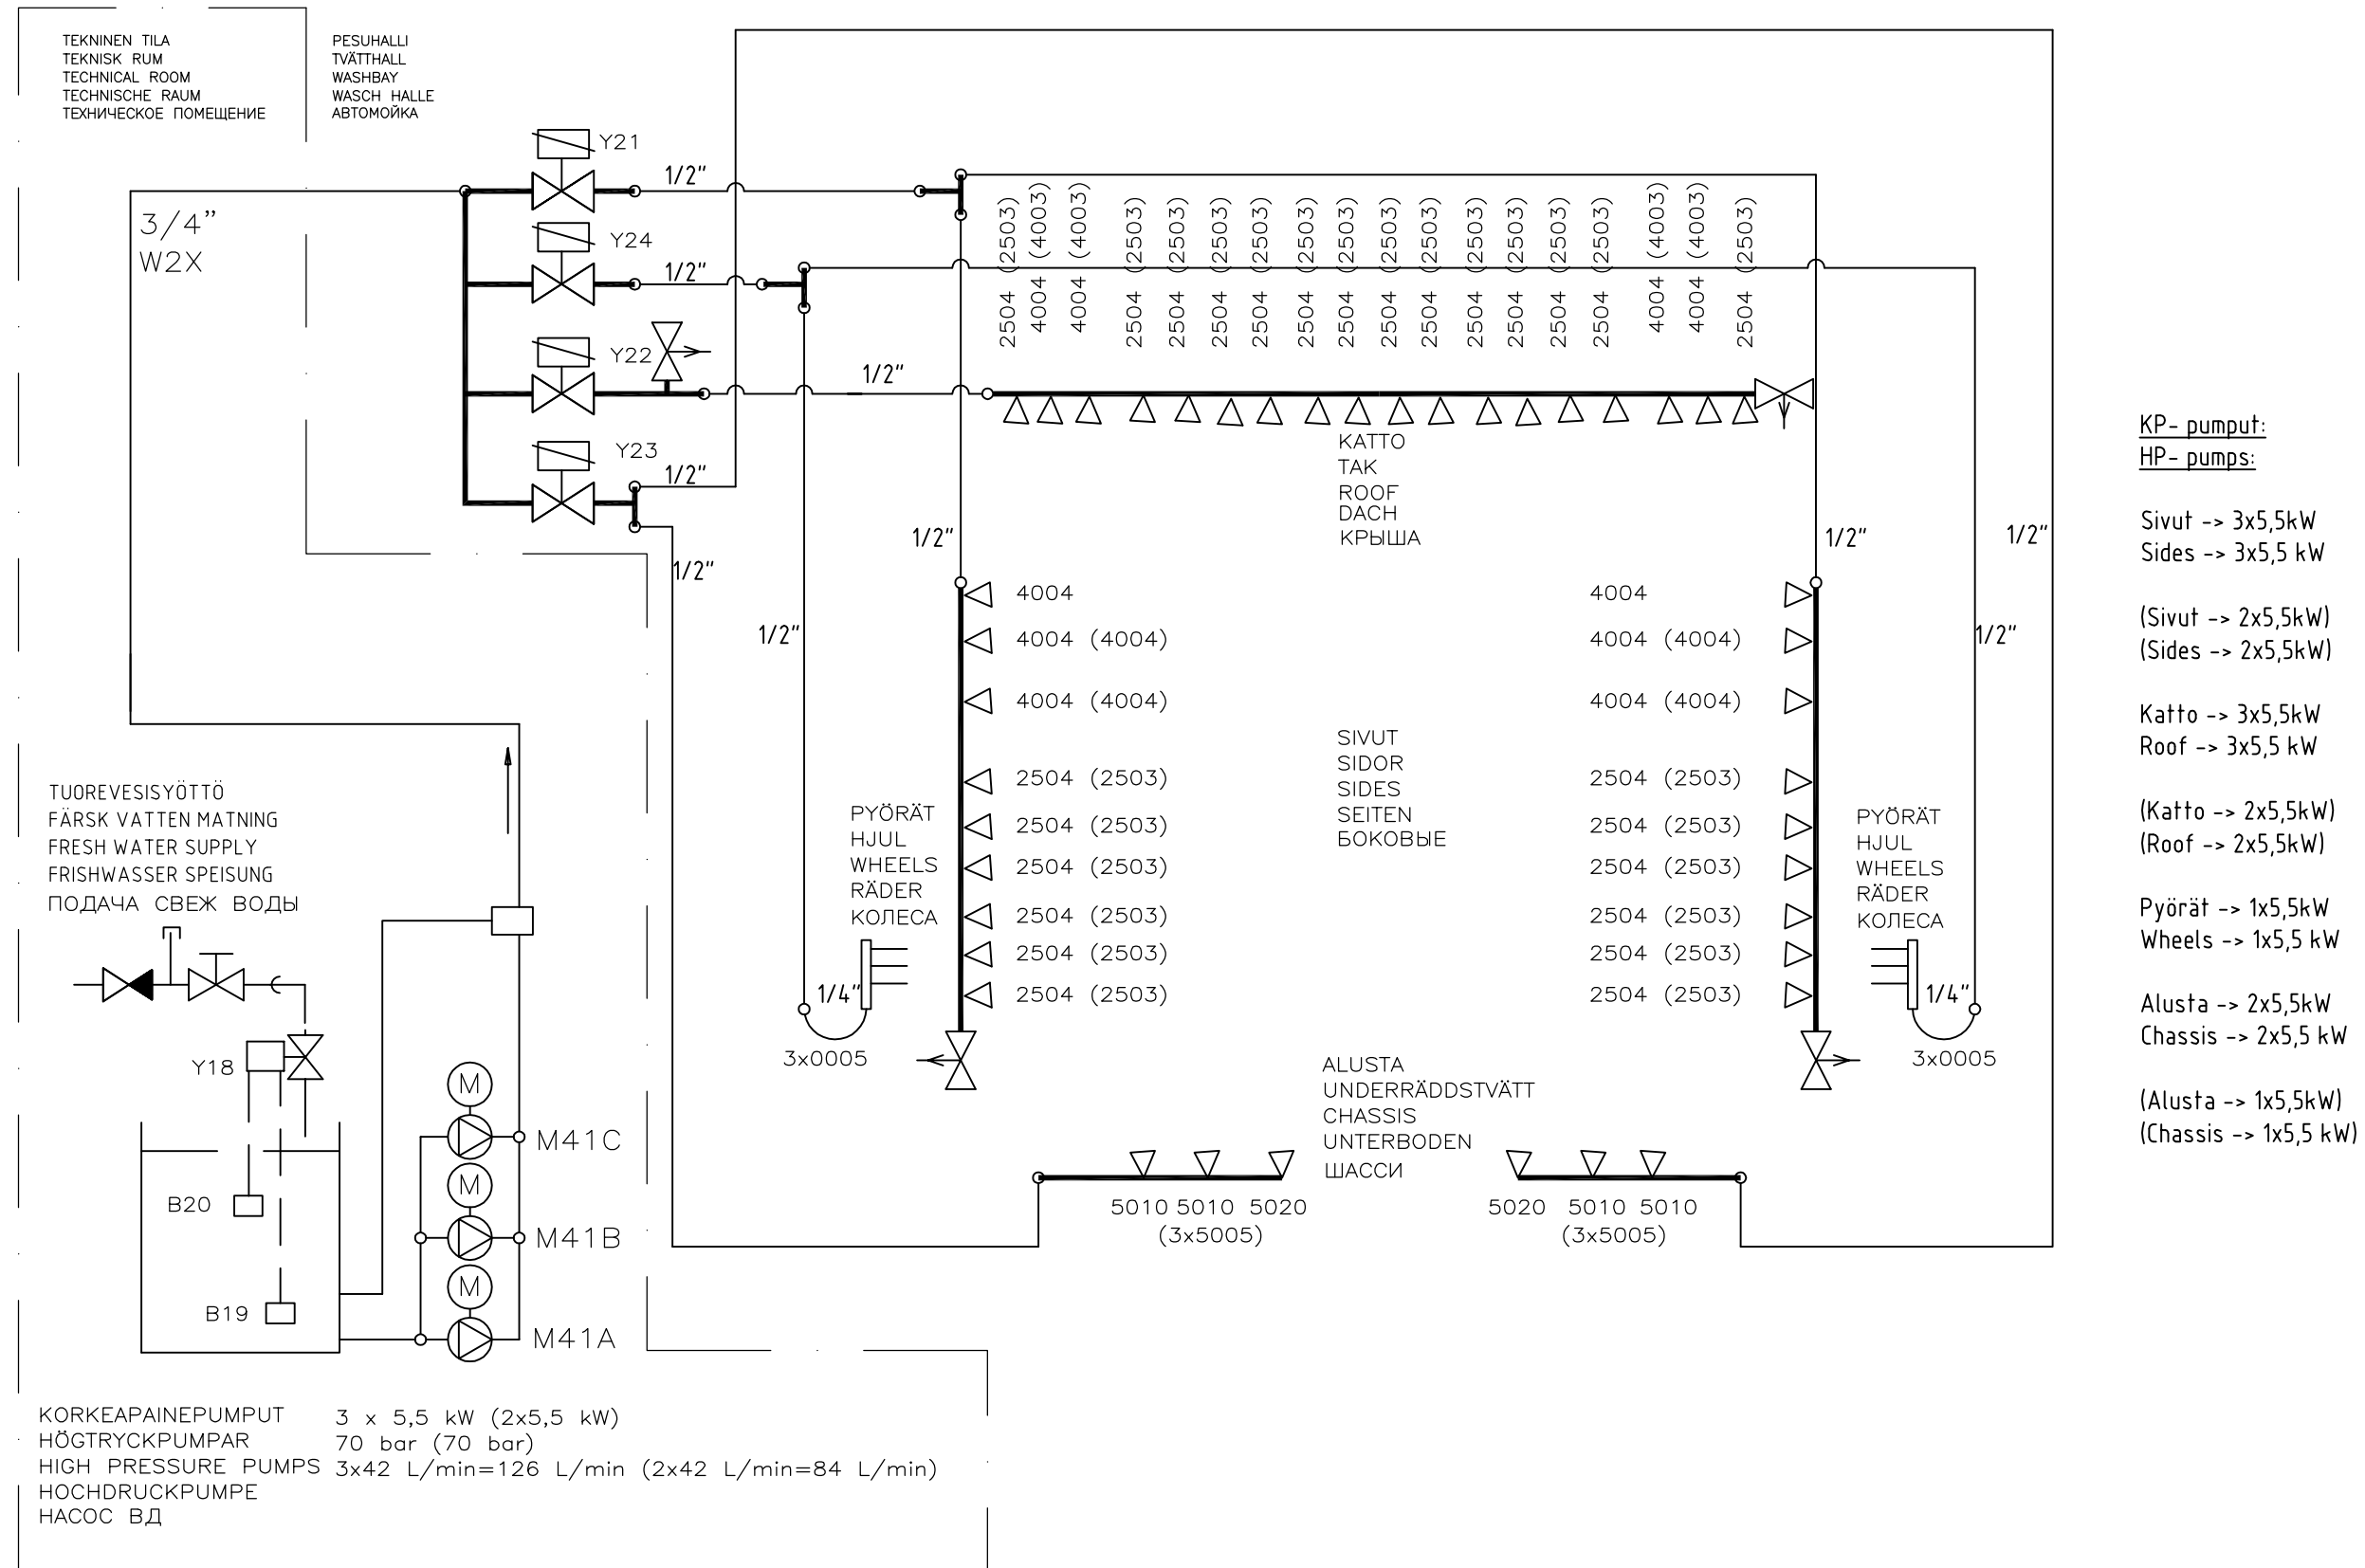 TEKNINEN TILA
TEKNISK RUM
TECHNICAL ROOM
TECHNISCHE RAUM
ТЕХНИЧЕСКОЕ ПОМЕЩЕНИЕ
PESUHALLI
TVÄTTHALL
WASHBAY
WASCH HALLE
АВТОМОЙКА
Y21
1/2"
3/4"
W2X
Y24
1/2"
Y22
1/2"
Y23
1/2"
1/2"
2504 (2503)
4004 (4003)
4004 (4003)
2504 (2503)
2504 (2503)
2504 (2503)
2504 (2503)
2504 (2503)
2504 (2503)
2504 (2503)
2504 (2503)
2504 (2503)
2504 (2503)
2504 (2503)
2504 (2503)
4004 (4003)
4004 (4003)
2504 (2503)
KATTO
TAK
ROOF
DACH
КРЫША
1/2"
1/2"
1/2"
1/2"
1/2"
4004
4004 (4004)
4004 (4004)
2504 (2503)
2504 (2503)
2504 (2503)
2504 (2503)
2504 (2503)
2504 (2503)
SIVUT
SIDOR
SIDES
SEITEN
БОКОВЫЕ
4004
4004 (4004)
4004 (4004)
2504 (2503)
2504 (2503)
2504 (2503)
2504 (2503)
2504 (2503)
2504 (2503)
PYÖRÄT
HJUL
WHEELS
RÄDER
КОЛЕСА
1/4"
3x0005
PYÖRÄT
HJUL
WHEELS
RÄDER
КОЛЕСА
1/4"
3x0005
TUOREVESISYÖTTÖ
FÄRSK VATTEN MATNING
FRESH WATER SUPPLY
FRISHWASSER SPEISUNG
ПОДАЧА СВЕЖ ВОДЫ
Y18
B20
B19
M
M41C
M
M41B
M
M41A
ALUSTA
UNDERRÄDDSTVÄTT
CHASSIS
UNTERBODEN
ШАССИ
5010 5010 5020
(3x5005)
5020 5010 5010
(3x5005)
KORKEAPAINEPUMPUT
HÖGTRYCKPUMPAR
HIGH PRESSURE PUMPS
HOCHDRUCKPUMPE
НАСОС ВД
3 x 5,5 kW (2x5,5 kW)
70 bar (70 bar)
3x42 L/min=126 L/min (2x42 L/min=84 L/min)
KP- pumput:
HP- pumps:
Sivut -> 3x5,5kW
Sides -> 3x5,5 kW
(Sivut -> 2x5,5kW)
(Sides -> 2x5,5kW)
Katto -> 3x5,5kW
Roof -> 3x5,5 kW
(Katto -> 2x5,5kW)
(Roof -> 2x5,5kW)
Pyörät -> 1x5,5kW
Wheels -> 1x5,5 kW
Alusta -> 2x5,5kW
Chassis -> 2x5,5 kW
(Alusta -> 1x5,5kW)
(Chassis -> 1x5,5 kW)